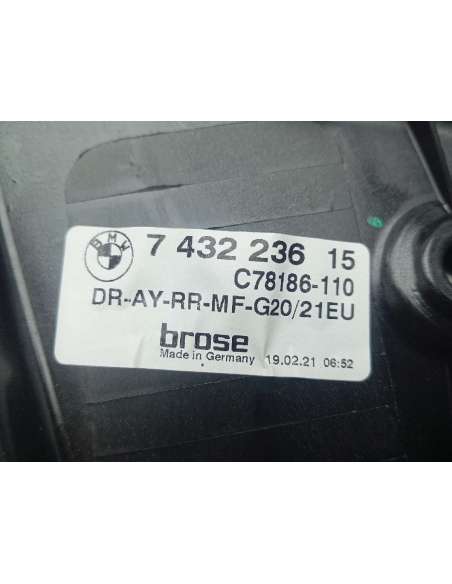 BMW
7 432 236 15
C78186-110
DR-AY-RR-MF-G20/21EU
brose
Made in Germany 19.02.21 06:52